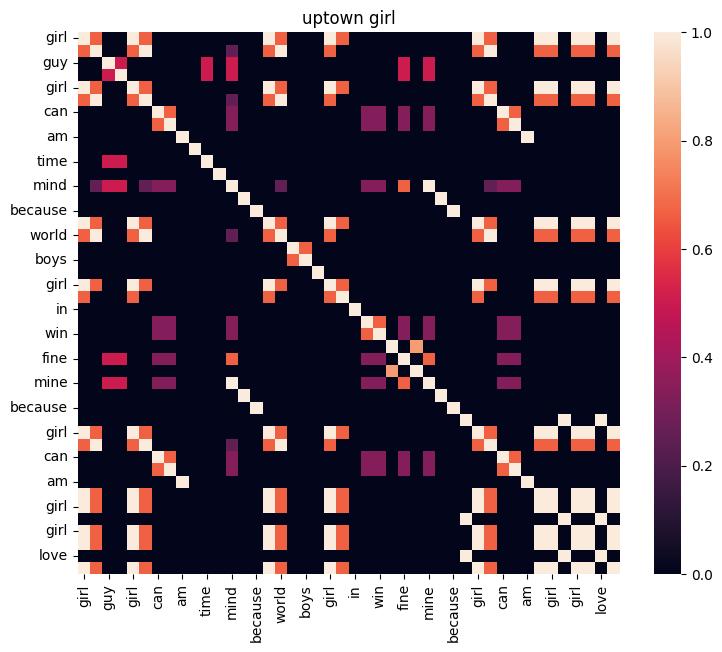 uptown girl
girl
guy
girl
can
am
time
mind
because
world
boys
girl
in
win
fine
mine
because
girl
can
am
girl
girl
love
1.0
0.8
0.6
0.4
0.2
0.0
girl guy girl can am time mind because world boys girl in win fine mine because girl can am girl girl love